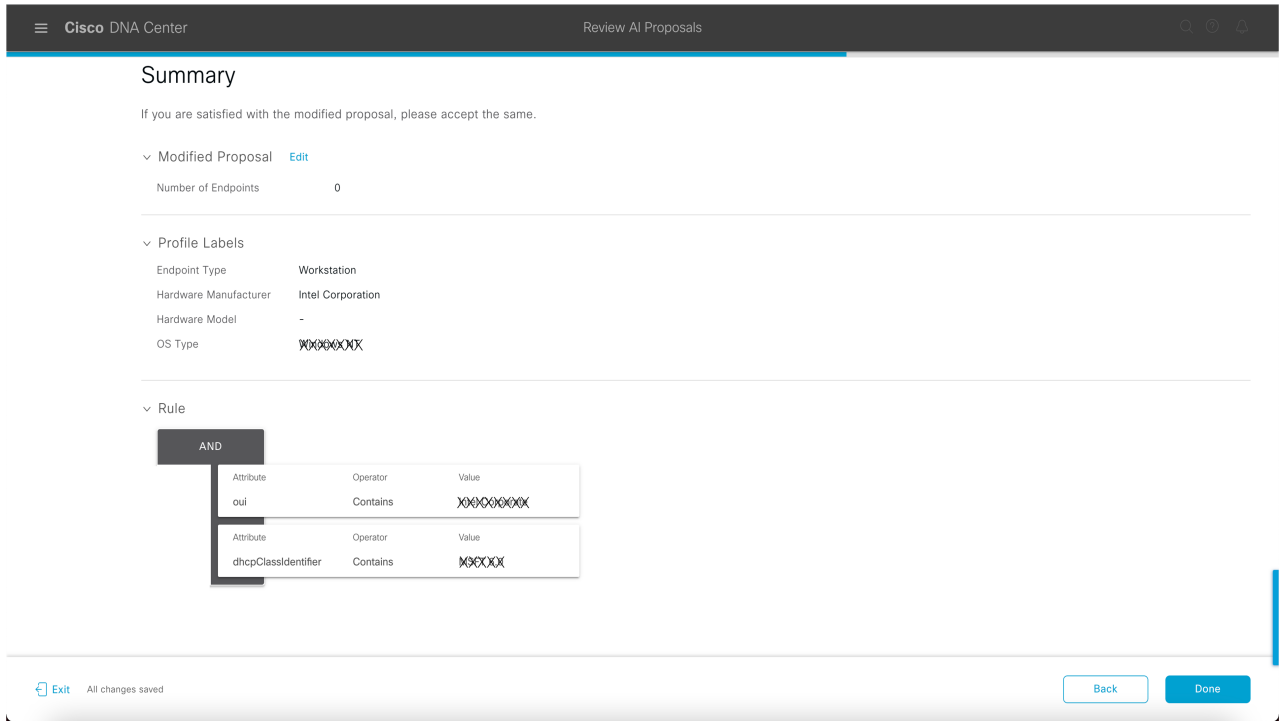 Cisco DNA Center
Review AI Proposals
Summary
If you are satisfied with the modified proposal, please accept the same.
Modified Proposal Edit
Number of Endpoints 0
Profile Labels
Endpoint Type Workstation
Hardware Manufacturer Intel Corporation
Hardware Model -
OS Type
Rule
AND
Attribute Operator Value
oui Contains
Attribute Operator Value
dhcpClassIdentifier Contains
Exit All changes saved
Back
Done